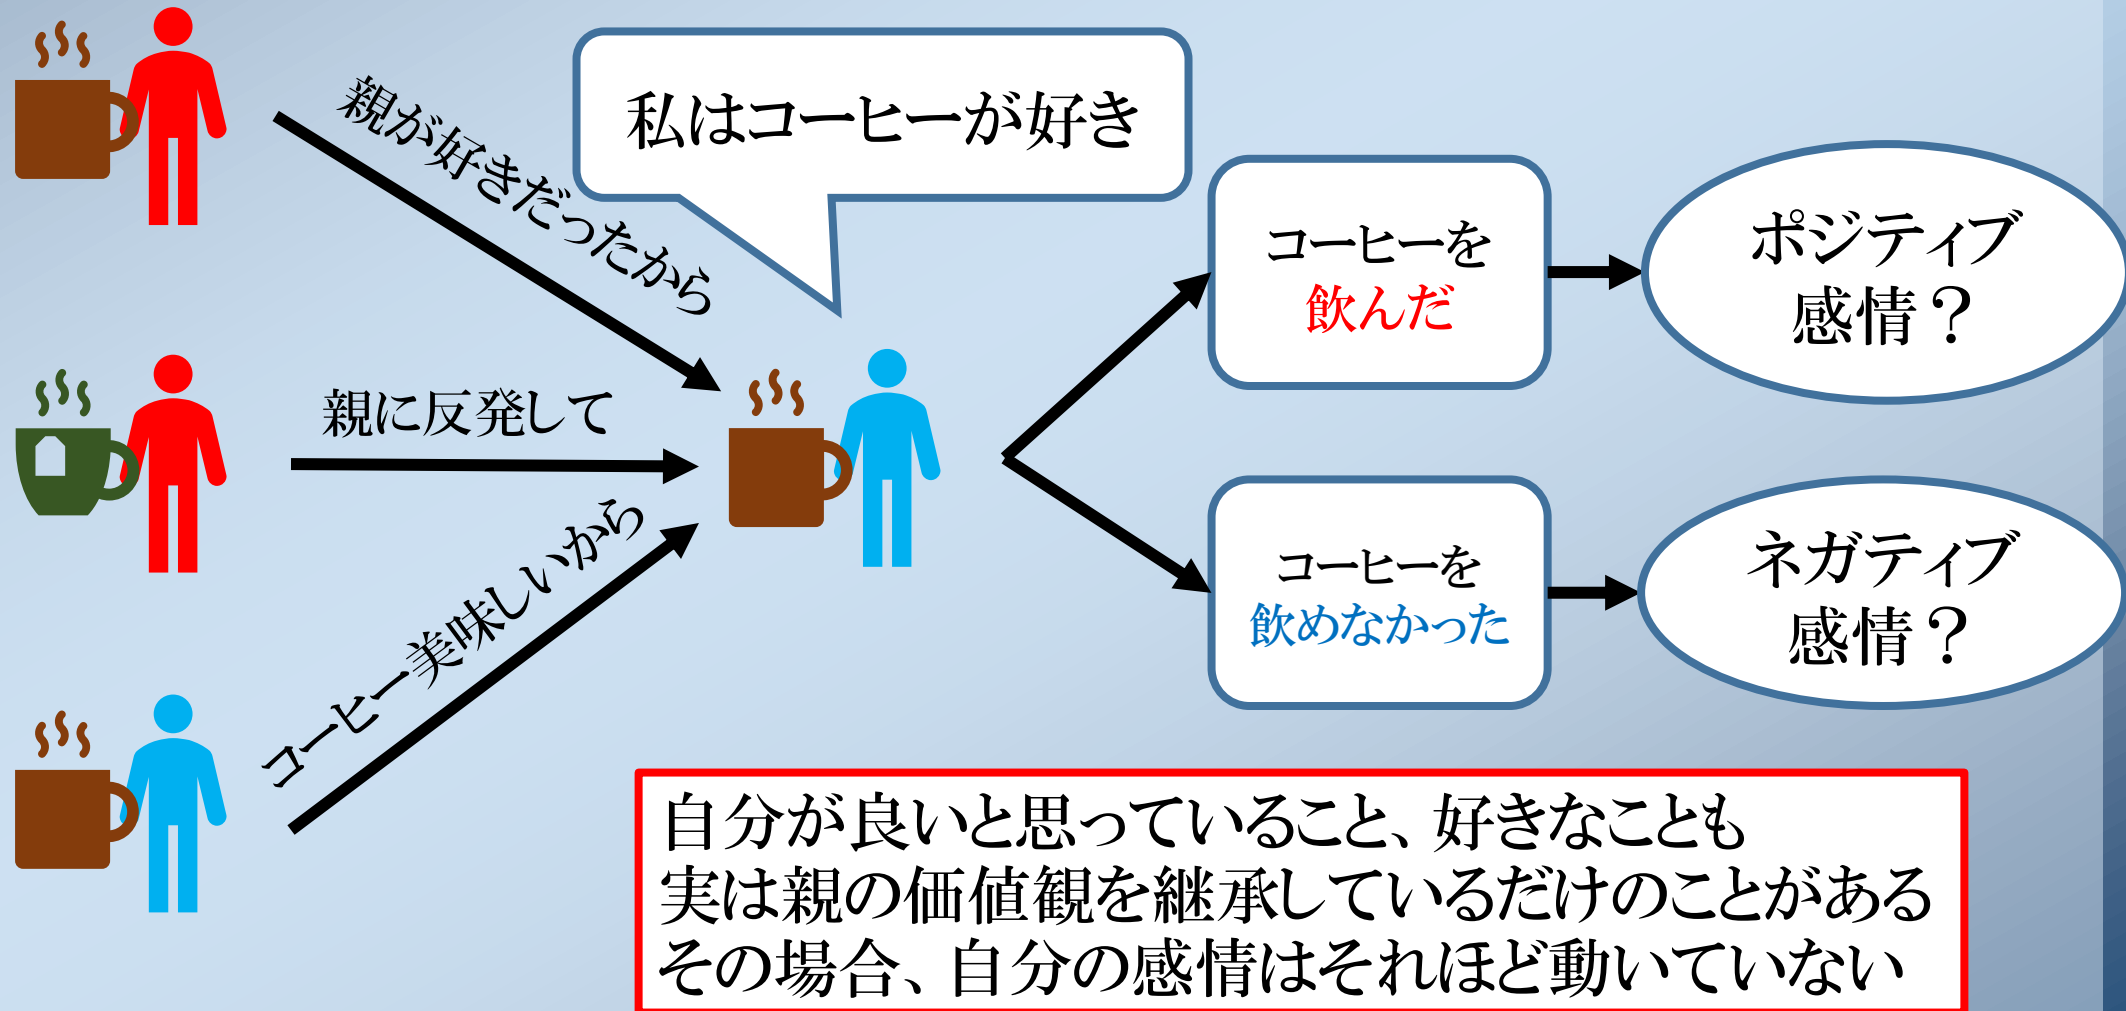 親が好きだったから
私はコーヒーが好き
コーヒーを
飲んだ
ポジティブ
感情？
親に反発して
コーヒー美味しいから
コーヒーを
飲めなかった
ネガティブ
感情？
自分が良いと思っていること、好きなことも
実は親の価値観を継承しているだけのことがある
その場合、自分の感情はそれほど動いていない